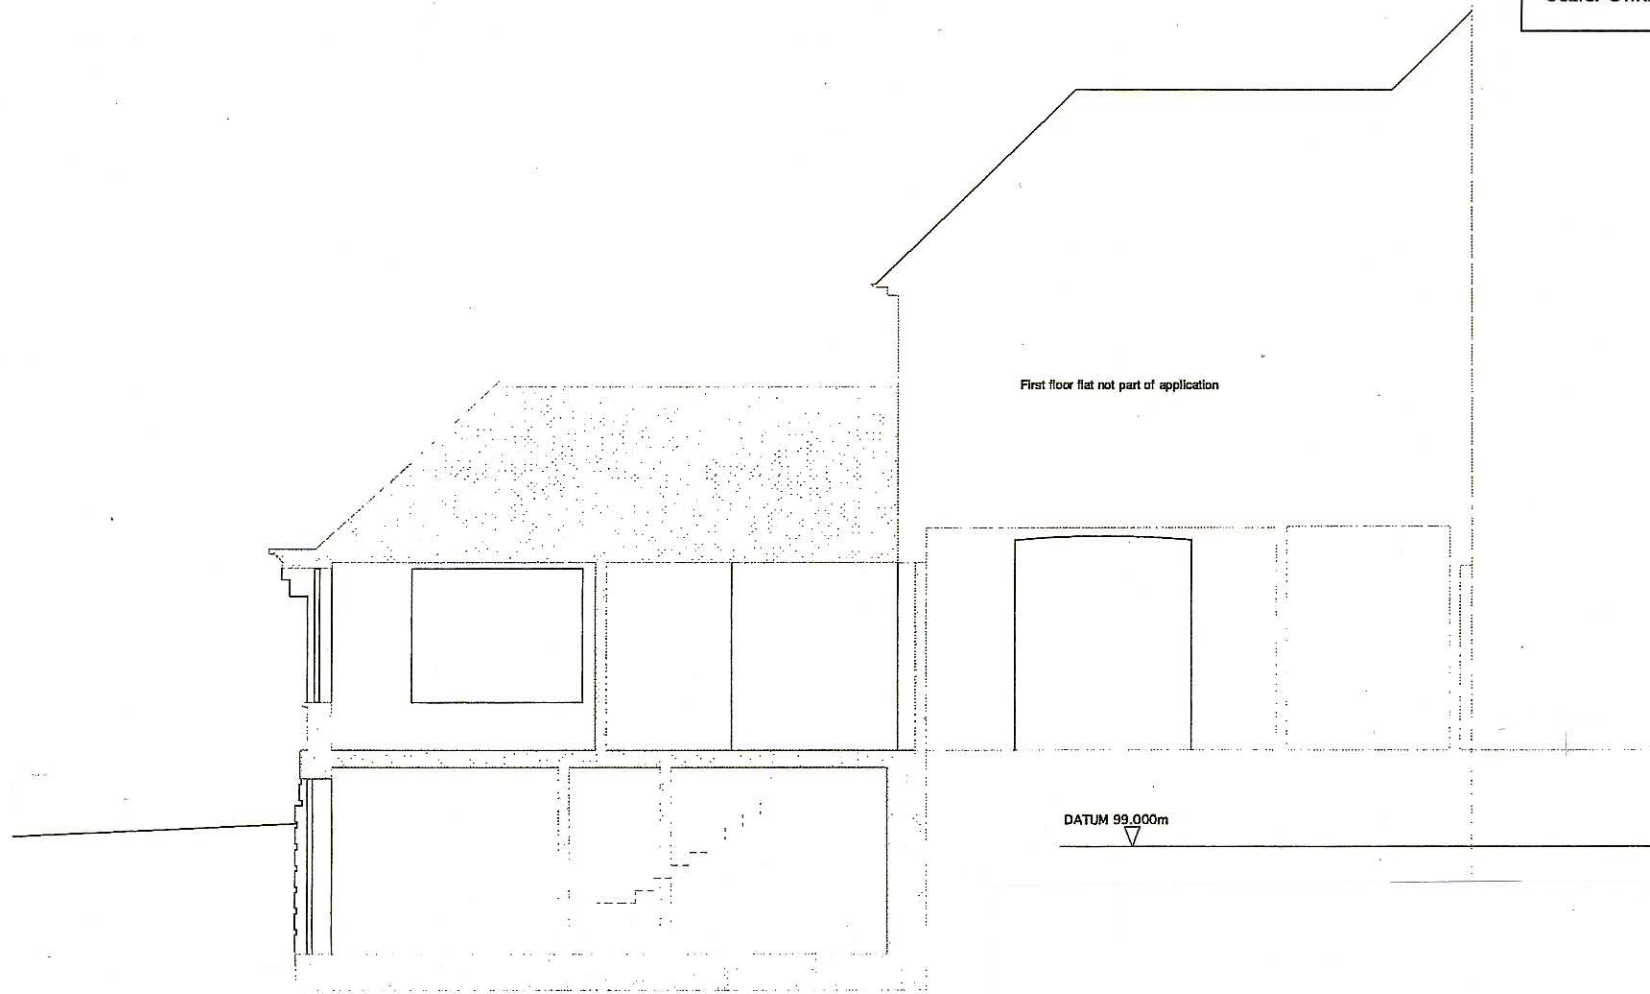 First floor flat not part of application
DATUM 99.000m